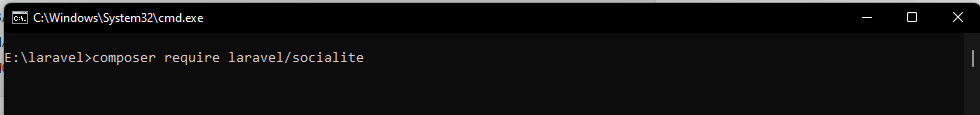 C:\Windows\System32\cmd.exe
E:\laravel>composer require laravel/socialite